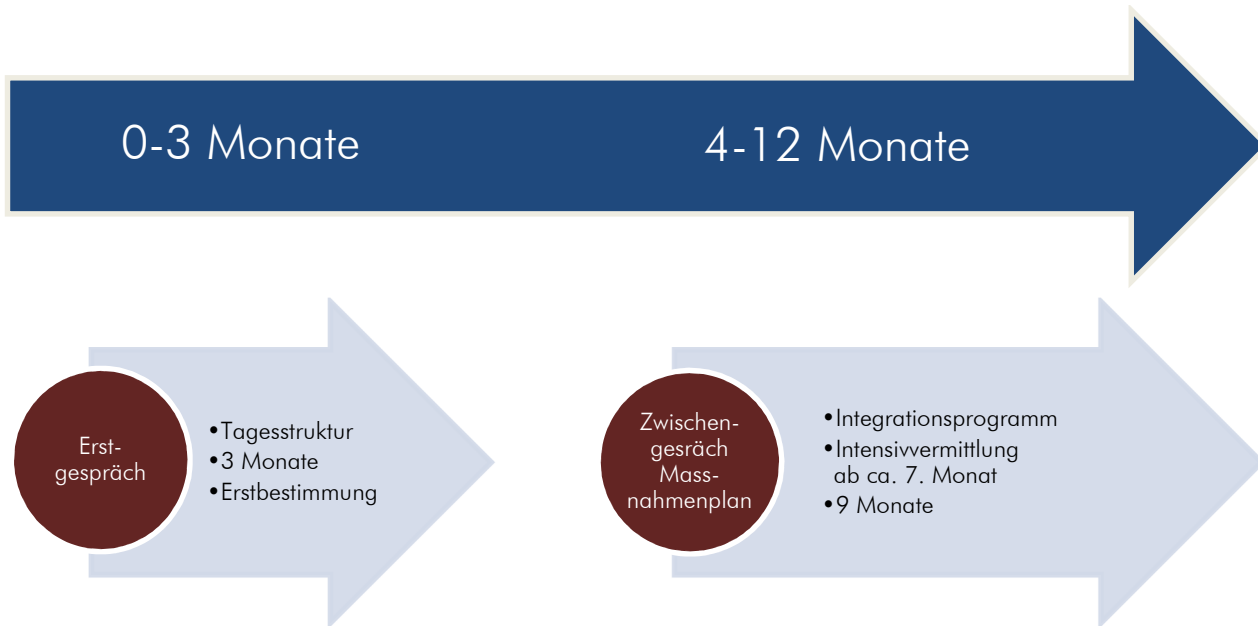 0-3 Monate
4-12 Monate
Erst-
gespräch
•Tagesstruktur
•3 Monate
•Erstbestimmung
Zwischen-
gesräch
Mass-
nahmenplan
•Integrationsprogramm
•Intensivvermittlung
ab ca. 7. Monat
•9 Monate